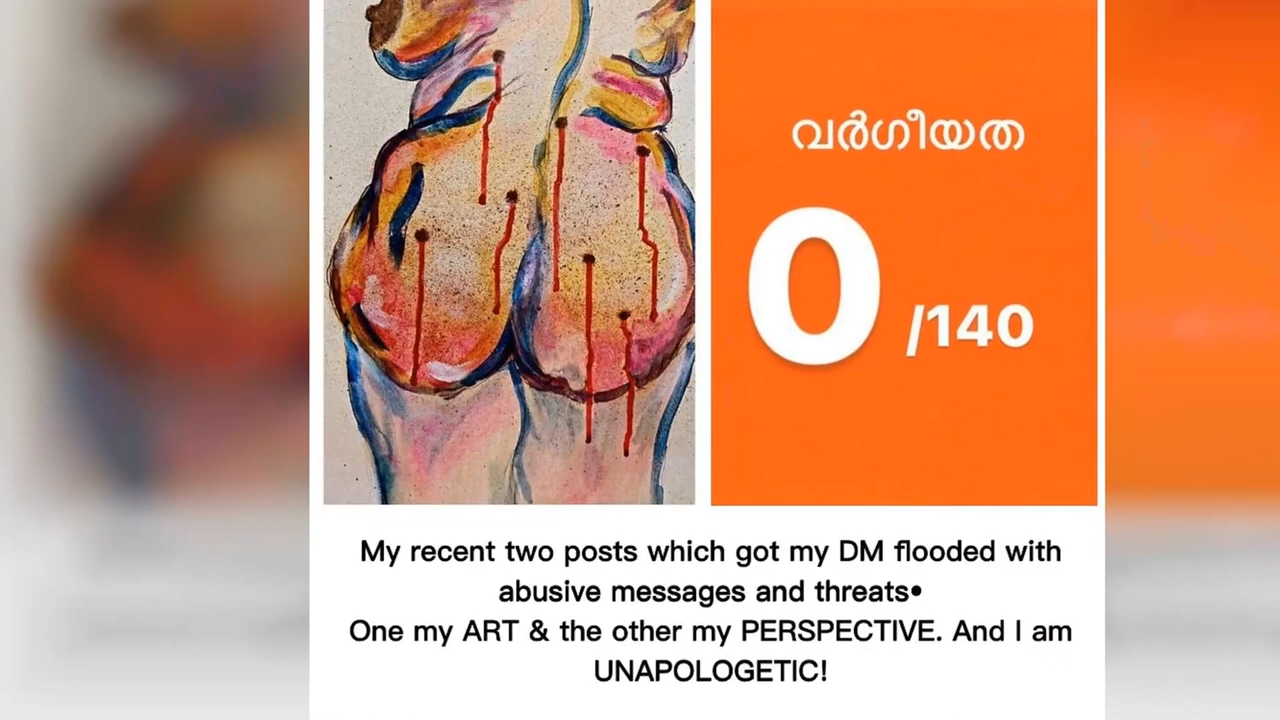 വർഗീയത
0
/140
My recent two posts which got my DM flooded with
abusive messages and threats•
One my ART & the other my PERSPECTIVE. And I am
UNAPOLOGETIC!